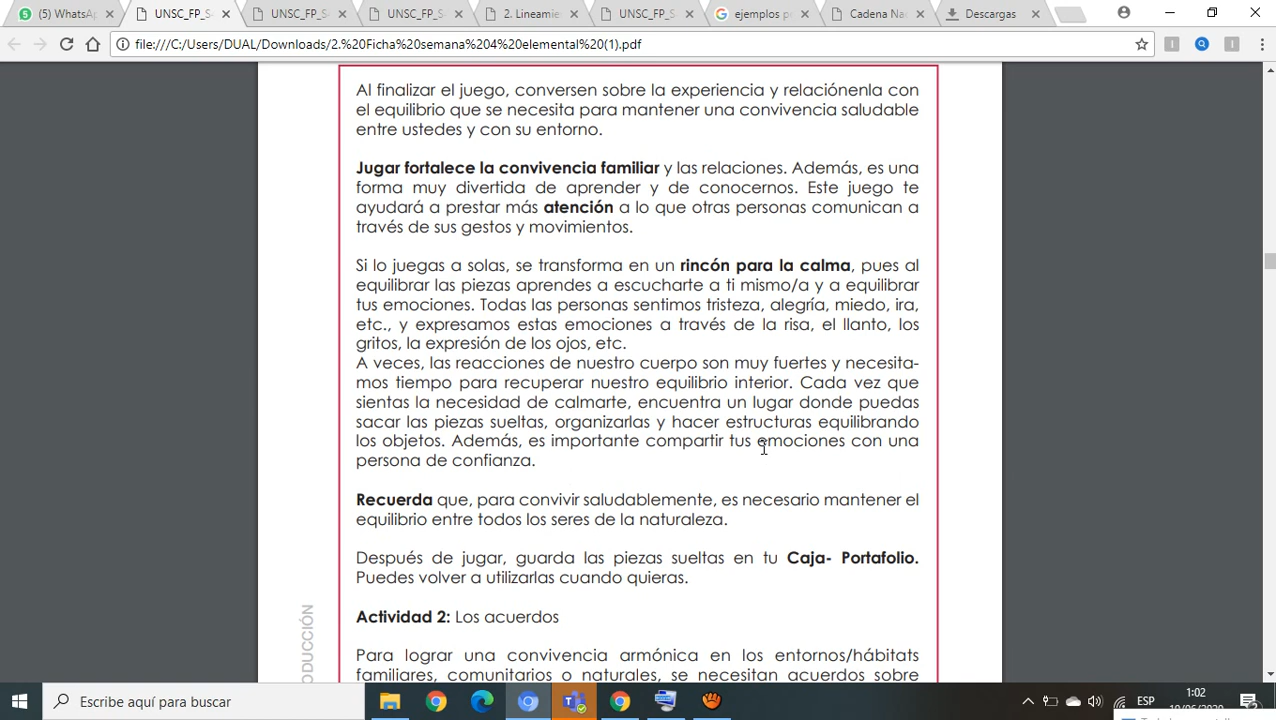 (5) WhatsAp
UNSC_FP_S4
UNSC_FP_S4
UNSC_FP_S4
2. Lineamie
UNSC_FP_S4
ejemplos pr
Cadena Na
Descargas
file:///C:/Users/DUAL/Downloads/2.%20Ficha%20semana%204%20elemental%20(1).pdf
Al finalizar el juego, conversen sobre la experiencia y relaciónenla con
el equilibrio que se necesita para mantener una convivencia saludable
entre ustedes y con su entorno.
Jugar fortalece la convivencia familiar y las relaciones. Además, es una
forma muy divertida de aprender y de conocernos. Este juego te
ayudará a prestar más atención a lo que otras personas comunican a
través de sus gestos y movimientos.
Si lo juegas a solas, se transforma en un rincón para la calma, pues al
equilibrar las piezas aprendes a escucharte a ti mismo/a y a equilibrar
tus emociones. Todas las personas sentimos tristeza, alegría, miedo, ira,
etc., y expresamos estas emociones a través de la risa, el llanto, los
gritos, la expresión de los ojos, etc.
A veces, las reacciones de nuestro cuerpo son muy fuertes y necesita-
mos tiempo para recuperar nuestro equilibrio interior. Cada vez que
sientas la necesidad de calmarte, encuentra un lugar donde puedas
sacar las piezas sueltas, organizarlas y hacer estructuras equilibrando
los objetos. Además, es importante compartir tus emociones con una
persona de confianza.
Recuerda que, para convivir saludablemente, es necesario mantener el
equilibrio entre todos los seres de la naturaleza.
Después de jugar, guarda las piezas sueltas en tu Caja- Portafolio.
Puedes volver a utilizarlas cuando quieras.
Actividad 2: Los acuerdos
Para lograr una convivencia armónica en los entornos/hábitats
familiares, comunitarios o naturales, se necesitan acuerdos sobre
ODUCCIÓN
Escribe aquí para buscar
ESP
1:02
10/06/2020